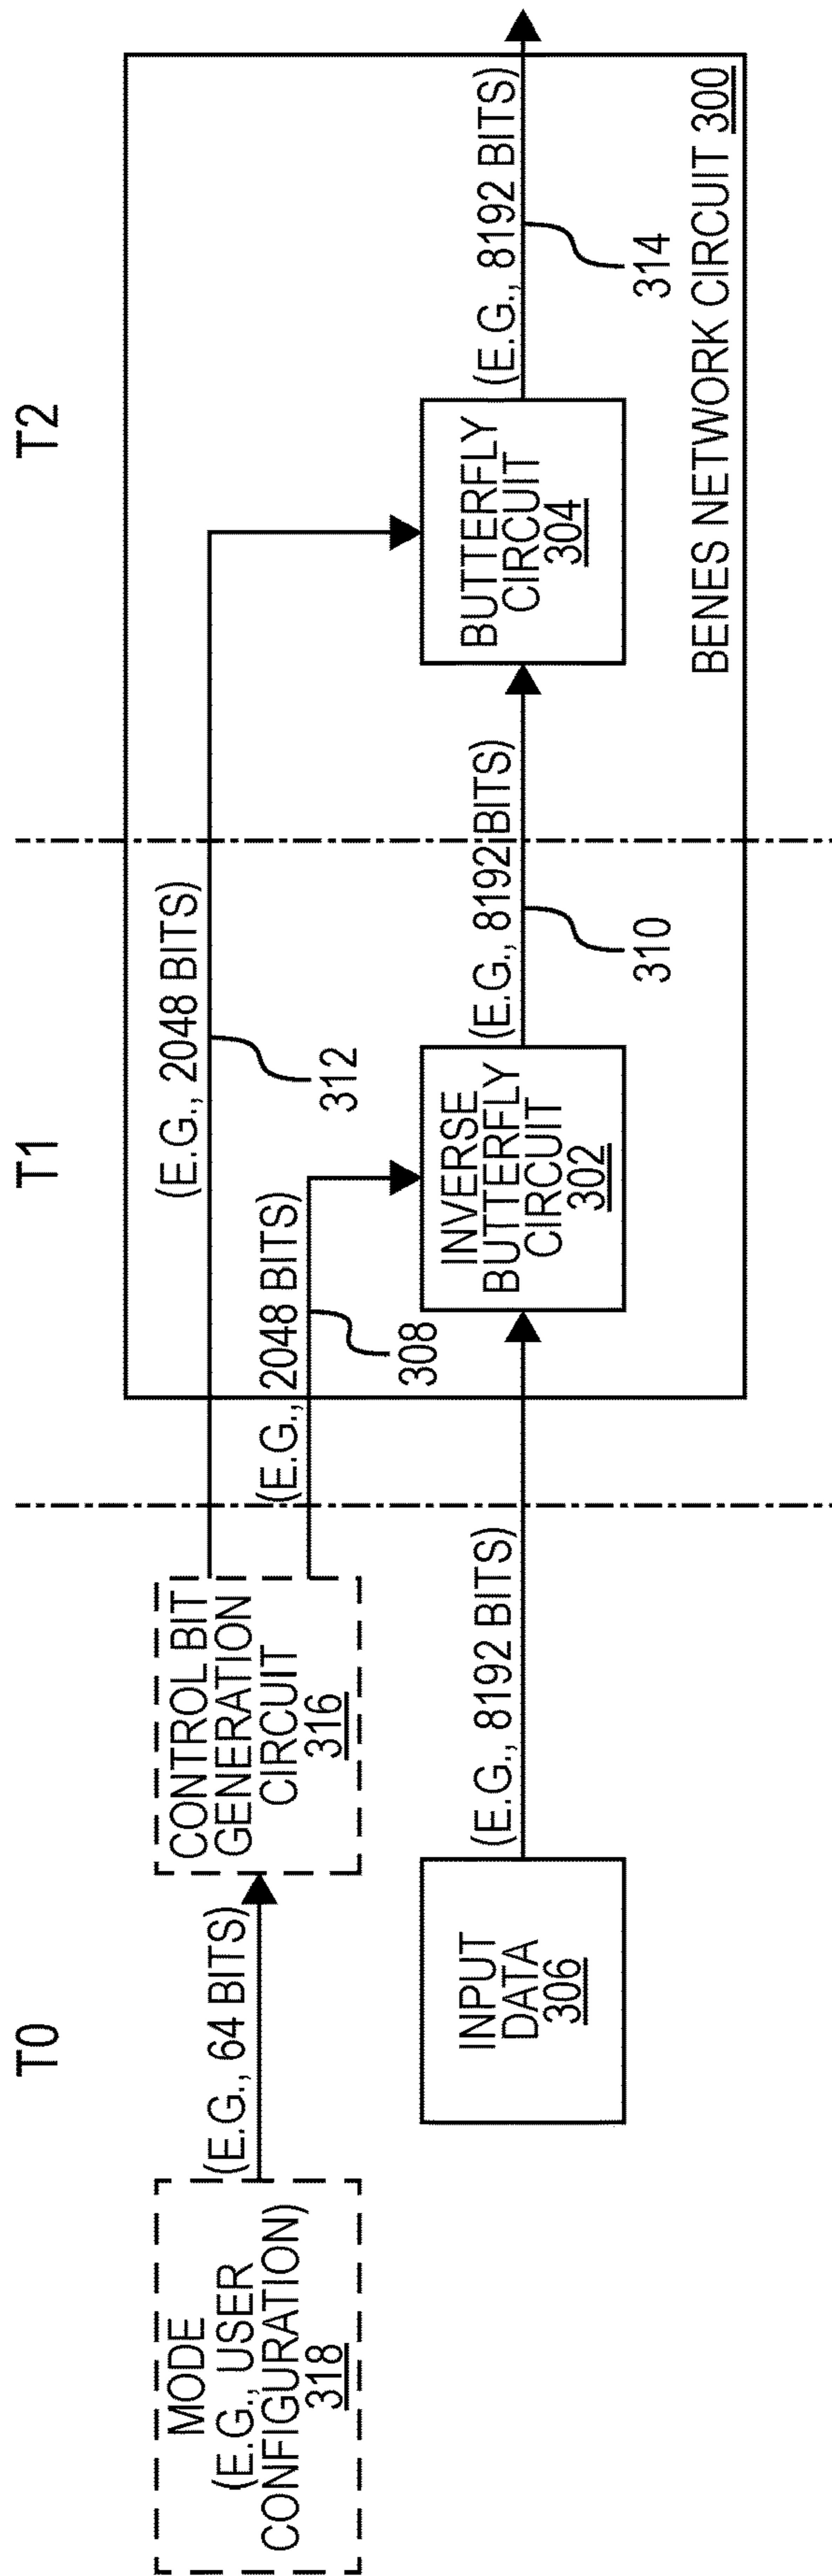 T0
T1
T2
MODE
(E.G., USER
CONFIGURATION)
318
(E.G., 64 BITS)
CONTROL BIT
GENERATION
CIRCUIT
316
(E.G., 2048 BITS)
312
(E.G., 2048 BITS)
308
INPUT
DATA
306
(E.G., 8192 BITS)
INVERSE
BUTTERFLY
CIRCUIT
302
(E.G., 8192 BITS)
310
BUTTERFLY
CIRCUIT
304
(E.G., 8192 BITS)
314
BENES NETWORK CIRCUIT 300